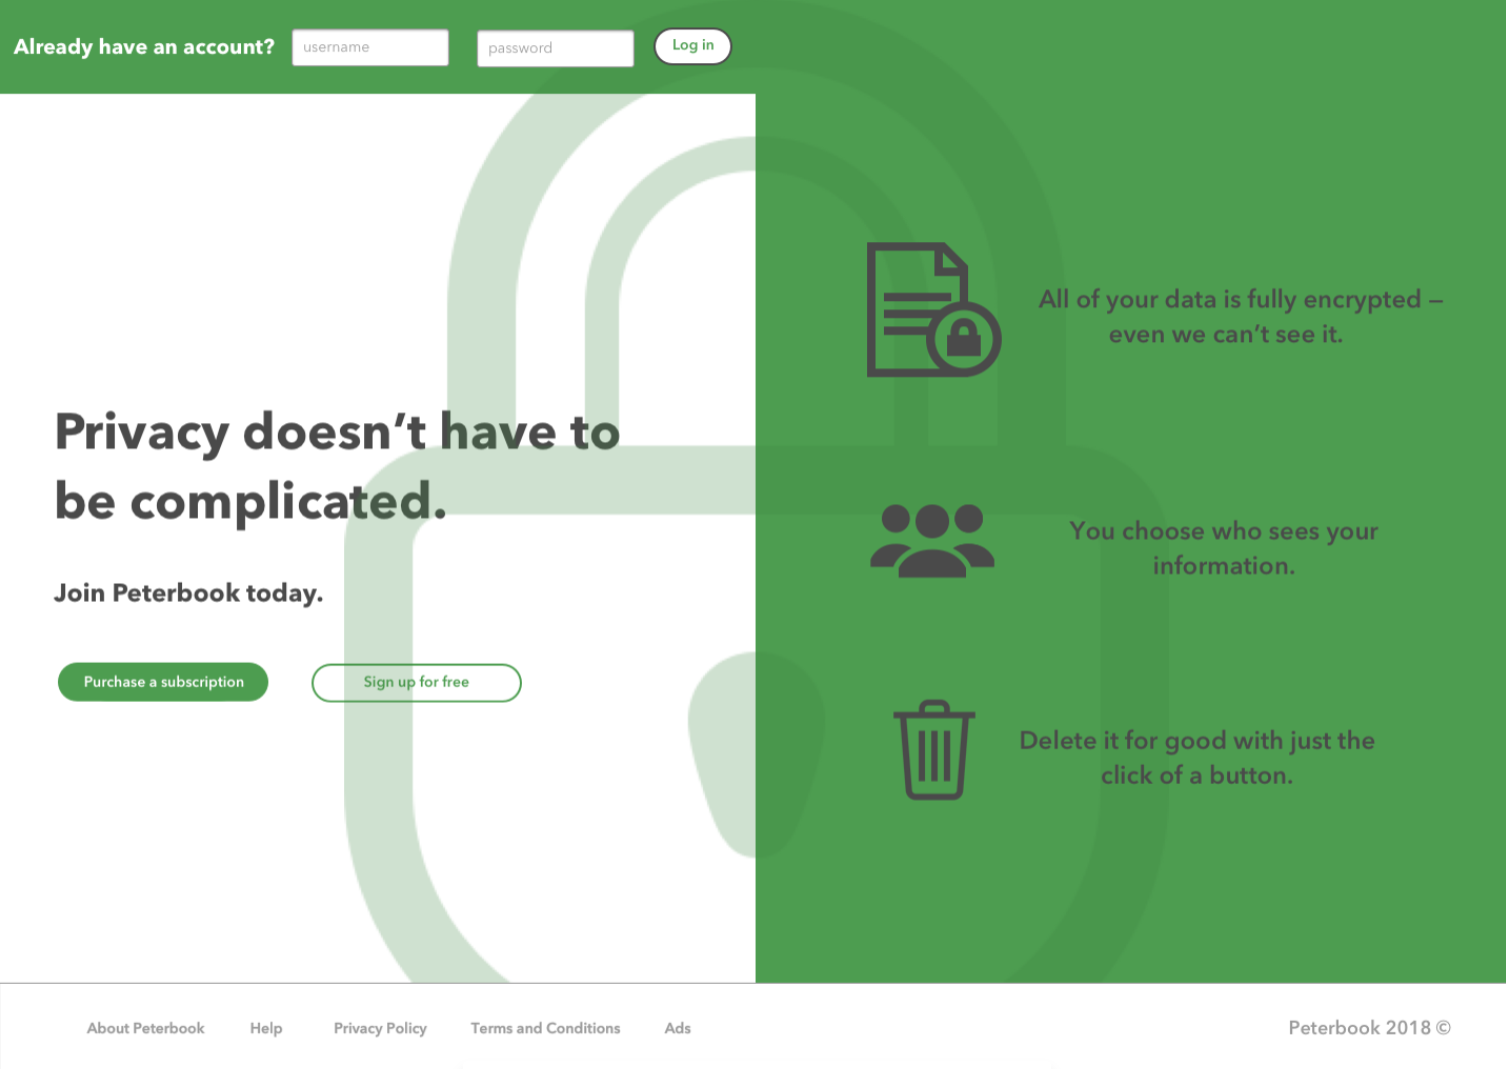 Already have an account? username password Log in
Privacy doesn’t have to
be complicated.
Join Peterbook today.
Purchase a subscription Sign up for free
All of your data is fully encrypted –
even we can’t see it.
You choose who sees your
information.
Delete it for good with just the
click of a button.
About Peterbook Help Privacy Policy Terms and Conditions Ads Peterbook 2018 ©